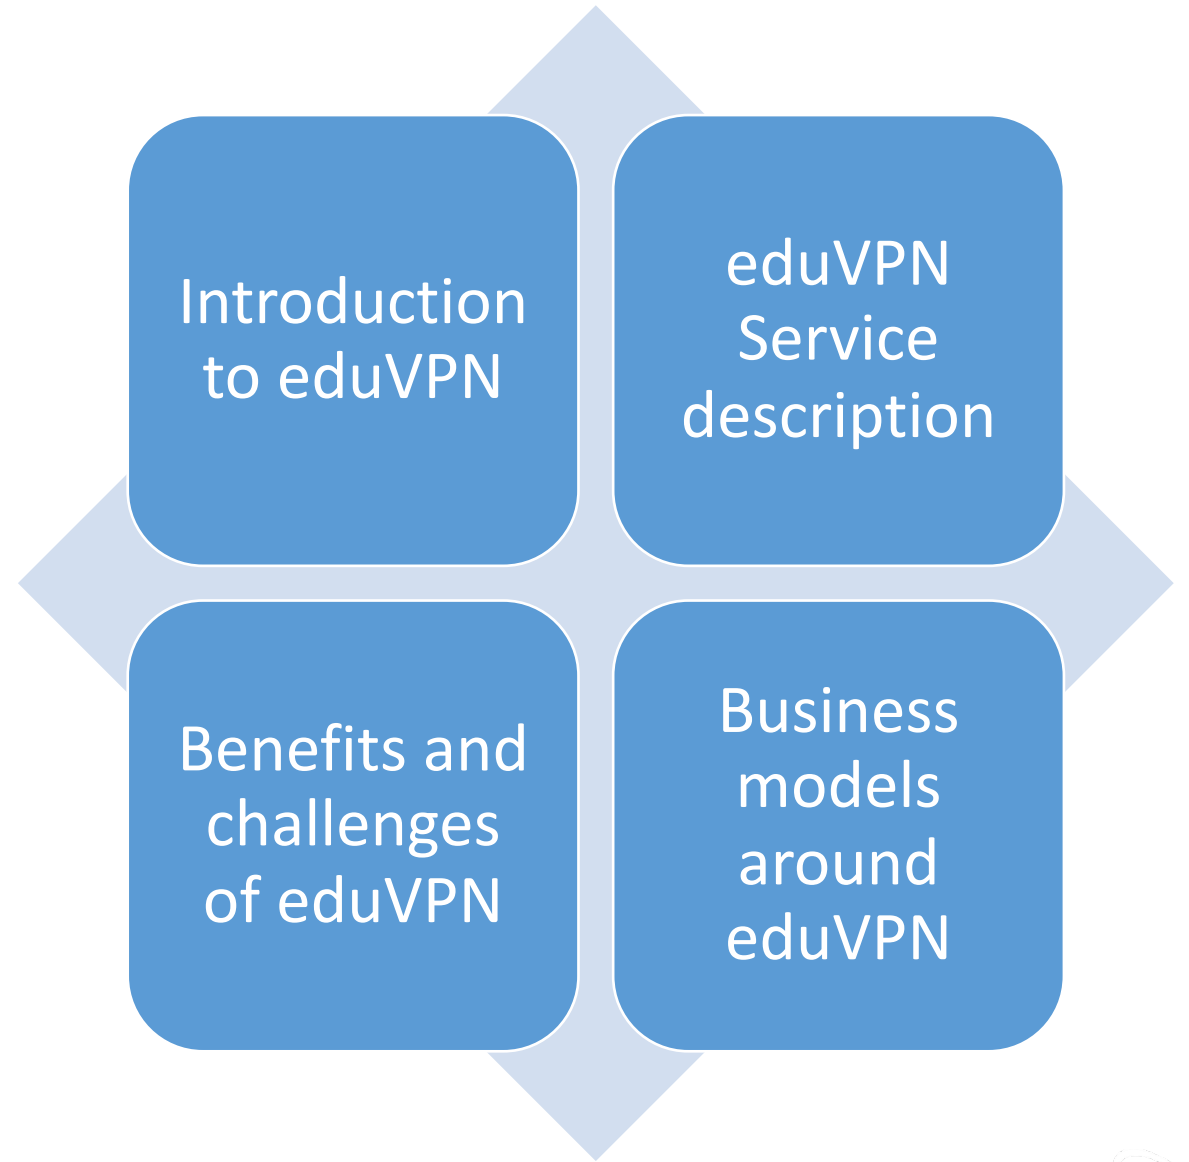 Introduction
to eduVPN
eduVPN
Service
description
Benefits and
challenges
of eduVPN
Business
models
around
eduVPN